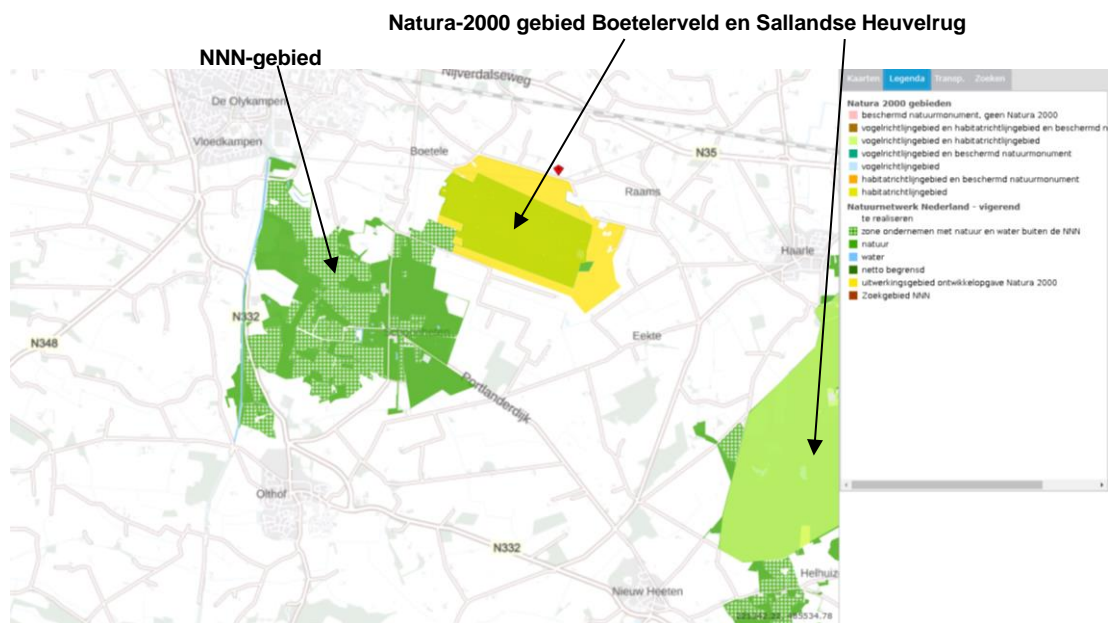 Natura-2000 gebied Boetelerveld en Sallandse Heuvelrug
NNN-gebied
Nijverdalseweg
De Olykampen
Vloedkampen
Boetele
N35
Raams
Haarle
N332
N348
Eekte
Portlanderdijk
Olthof
N332
Nieuw Heeten
Helhuiz
Kaarten Legenda Transp. Zoeken
Natura 2000 gebieden
beschermd natuurmonument, geen Natura 2000
vogelrichtlijngebied en habitatrichtlijngebied en beschermd n
vogelrichtlijngebied en habitatrichtlijngebied
vogelrichtlijngebied en beschermd natuurmonument
vogelrichtlijngebied
habitatrichtlijngebied en beschermd natuurmonument
habitatrichtlijngebied
Natuurnetwerk Nederland - vigerend
te realiseren
zone ondernemen met natuur en water buiten de NNN
natuur
water
netto begrensd
uitwerkingsgebied ontwikkelopgave Natura 2000
Zoekgebied NNN